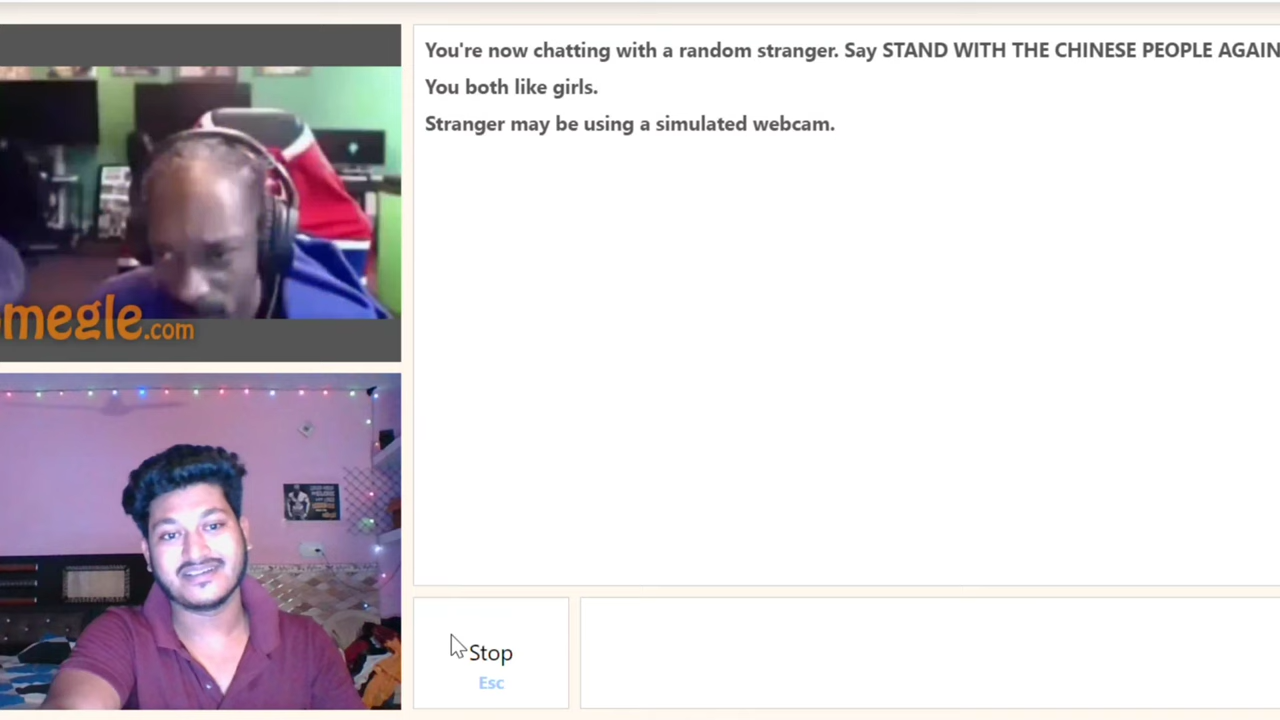 You're now chatting with a random stranger. Say STAND WITH THE CHINESE PEOPLE AGAIN
You both like girls.
Stranger may be using a simulated webcam.
megle.com
Stop
Esc